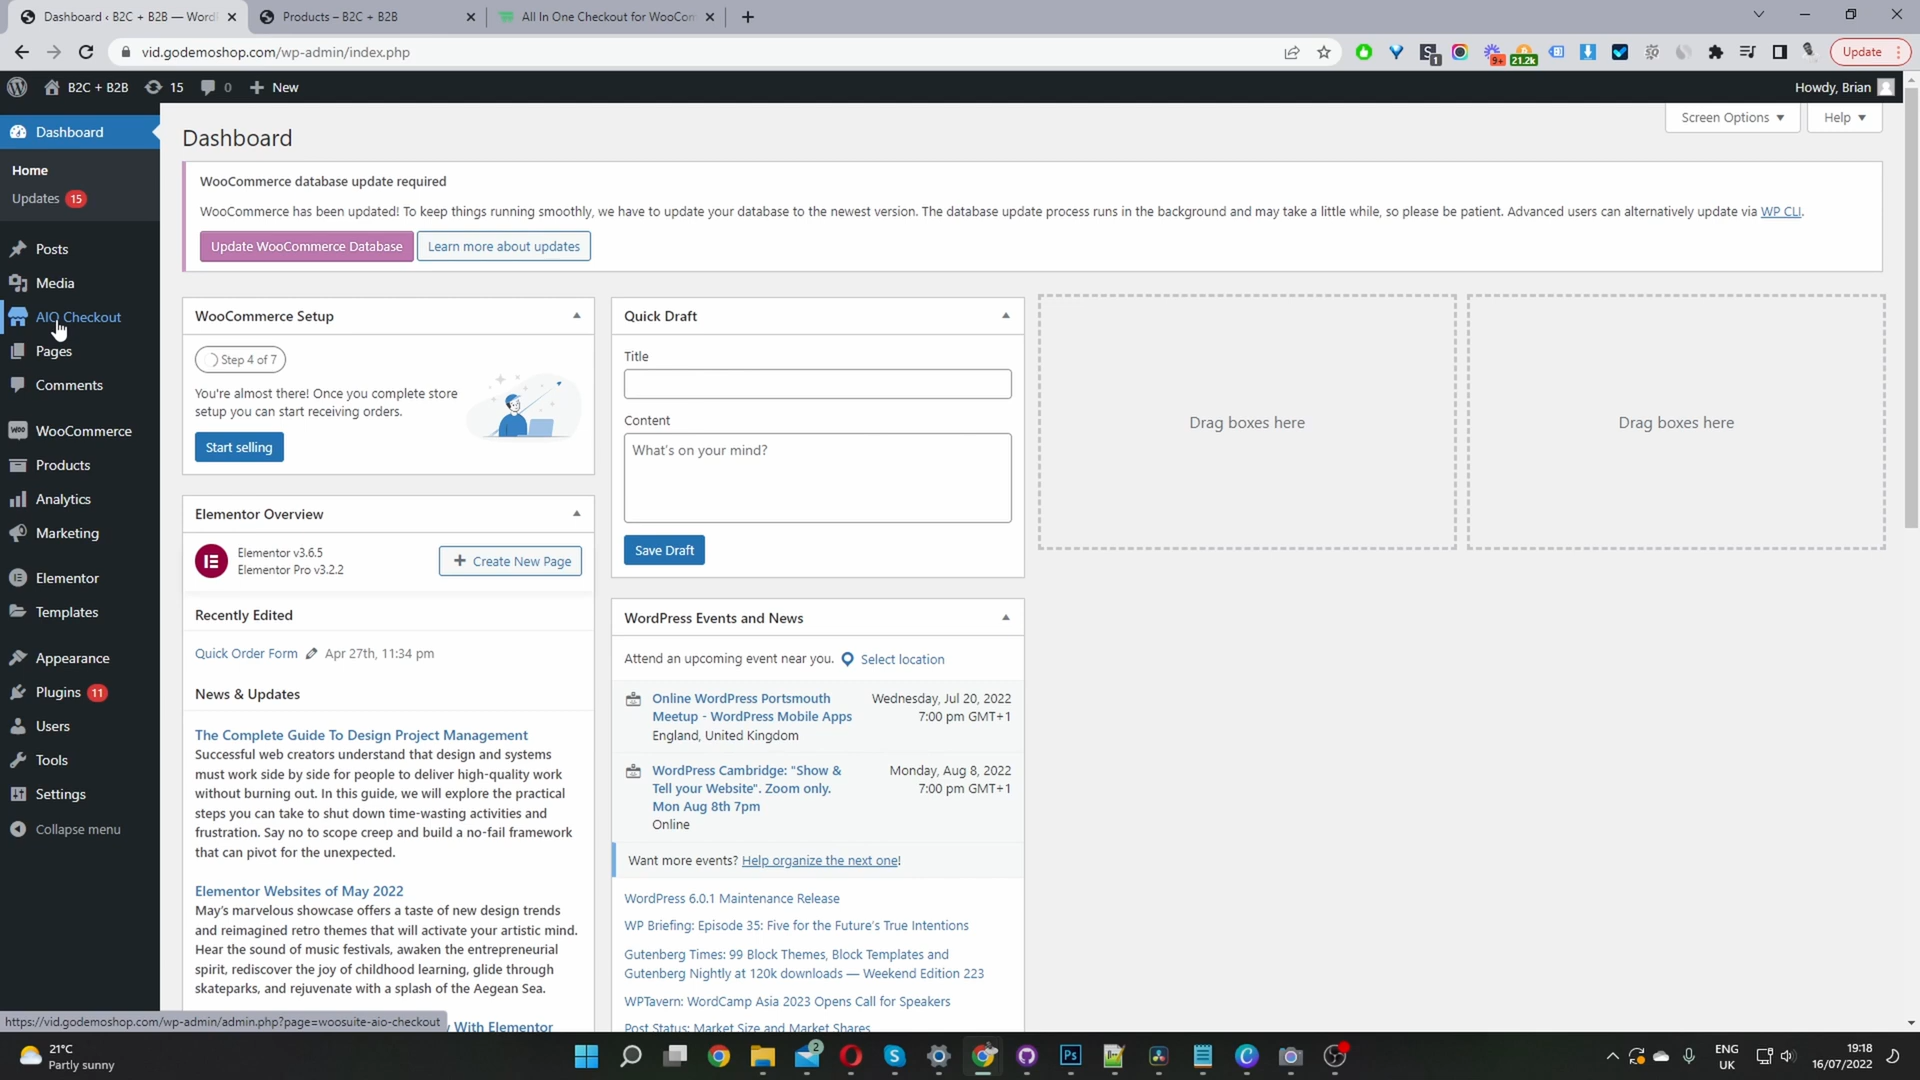 Dashboard ‹ B2C + B2B — Word
Products – B2C + B2B
All In One Checkout for WooCom
vid.godemoshop.com/wp-admin/index.php
1
9+
21.2k
Update
B2C + B2B
15
0
New
Howdy, Brian
Dashboard
Home
Updates 15
Posts
Media
AIO Checkout
Pages
Comments
WooCommerce
Products
Analytics
Marketing
Elementor
Templates
Appearance
Plugins 11
Users
Tools
Settings
Collapse menu
Dashboard
Screen Options
Help
WooCommerce database update required
WooCommerce has been updated! To keep things running smoothly, we have to update your database to the newest version. The database update process runs in the background and may take a little while, so please be patient. Advanced users can alternatively update via WP CLI.
Update WooCommerce Database
Learn more about updates
WooCommerce Setup
Step 4 of 7
You're almost there! Once you complete store
setup you can start receiving orders.
Start selling
Elementor Overview
Elementor v3.6.5
Elementor Pro v3.2.2
Create New Page
Recently Edited
Quick Order Form Apr 27th, 11:34 pm
News & Updates
The Complete Guide To Design Project Management
Successful web creators understand that design and systems
must work side by side for people to deliver high-quality work
without burning out. In this guide, we will explore the practical
steps you can take to shut down time-wasting activities and
frustration. Say no to scope creep and build a no-fail framework
that can pivot for the unexpected.
Elementor Websites of May 2022
May's marvelous showcase offers a taste of new design trends
and reimagined retro themes that will activate your artistic mind.
Hear the sound of music festivals, awaken the entrepreneurial
spirit, rediscover the joy of childhood learning, glide through
skateparks, and rejuvenate with a splash of the Aegean Sea.
y With Elementor
Quick Draft
Title
Content
What's on your mind?
Save Draft
WordPress Events and News
Attend an upcoming event near you. Select location
Online WordPress Portsmouth
Meetup - WordPress Mobile Apps
England, United Kingdom
Wednesday, Jul 20, 2022
7:00 pm GMT+1
WordPress Cambridge: "Show &
Tell your Website". Zoom only.
Mon Aug 8th 7pm
Online
Monday, Aug 8, 2022
7:00 pm GMT+1
Want more events? Help organize the next one!
WordPress 6.0.1 Maintenance Release
WP Briefing: Episode 35: Five for the Future's True Intentions
Gutenberg Times: 99 Block Themes, Block Templates and
Gutenberg Nightly at 120k downloads — Weekend Edition 223
WPTavern: WordCamp Asia 2023 Opens Call for Speakers
Post Status: Market Size and Market Shares
Drag boxes here
Drag boxes here
https://vid.godemoshop.com/wp-admin/admin.php?page=woosuite-aio-checkout
21°C
Partly sunny
2
Ps
ENG
UK
19:18
16/07/2022